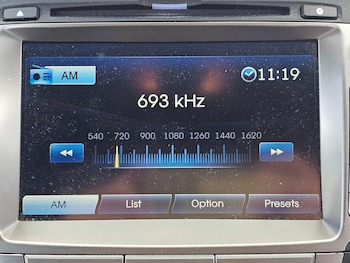 AM 11:19
693 kHz
540 720 900 1080 1260 1440 1620
AM List Option Presets